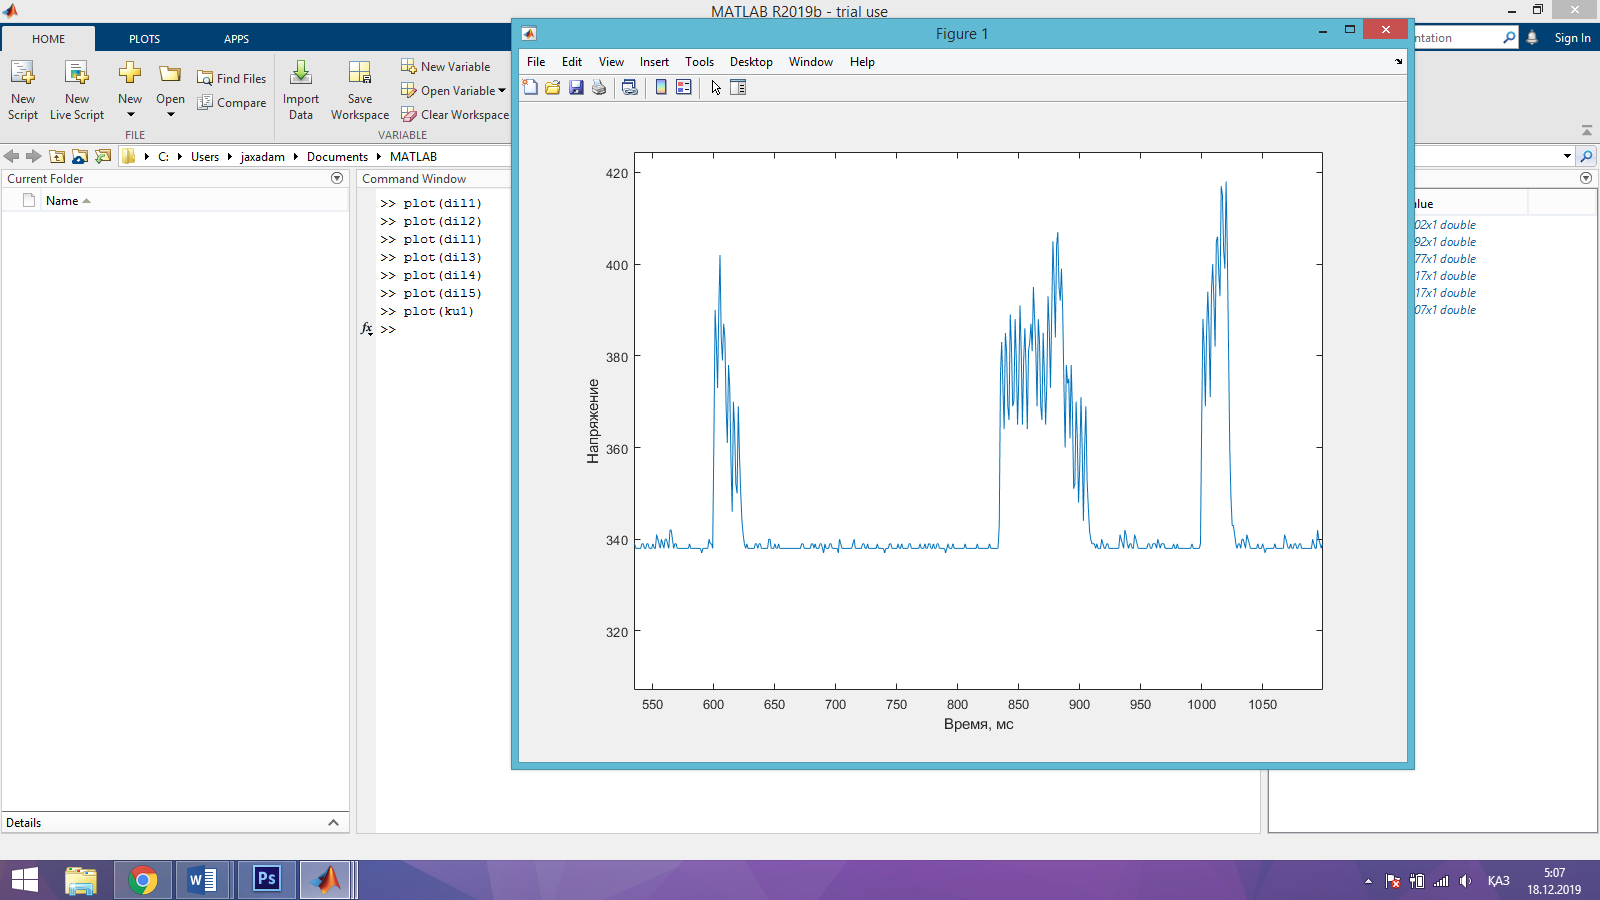 MATLAB R2019b - trial use
HOME PLOTS APPS
New Script
New Live Script
New
Open
Find Files
Compare
FILE
Import Data
Save Workspace
New Variable
Open Variable
Clear Workspace
VARIABLE
Sign In
C: Users jaxadam Documents MATLAB
Current Folder
Name
Details
Command Window
>> plot(dil1)
>> plot(dil2)
>> plot(dil1)
>> plot(dil3)
>> plot(dil4)
>> plot(dil5)
>> plot(ku1)
fx >>
Figure 1
File Edit View Insert Tools Desktop Window Help
420
400
380
360
340
320
Напряжение
550 600 650 700 750 800 850 900 950 1000 1050
Время, мс
02x1 double
92x1 double
77x1 double
17x1 double
17x1 double
07x1 double
Ps
ҚАЗ
5:07
18.12.2019